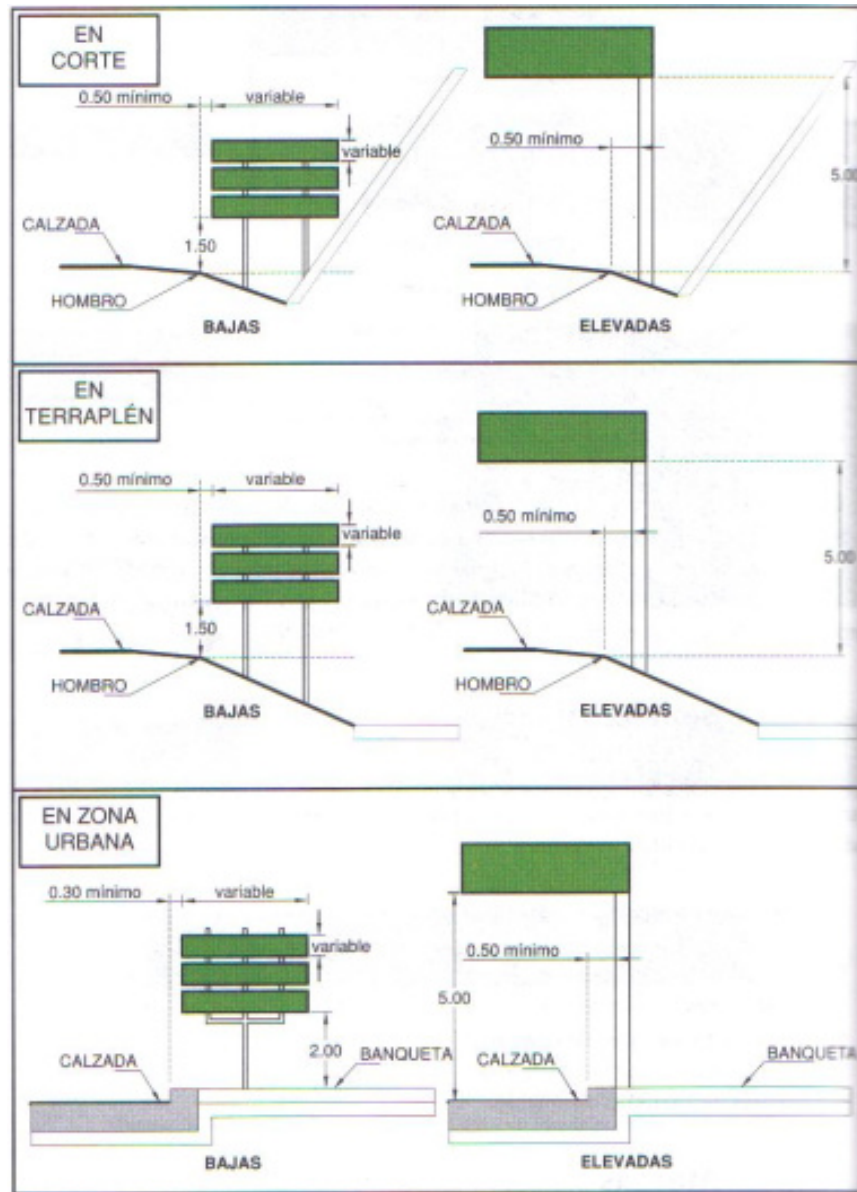 EN
CORTE
0.50 mínimo
variable
variable
CALZADA
1.50
HOMBRO
BAJAS
0.50 mínimo
5.00
CALZADA
HOMBRO
ELEVADAS
EN
TERRAPLÉN
0.50 mínimo
variable
variable
CALZADA
1.50
HOMBRO
BAJAS
0.50 mínimo
5.00
CALZADA
HOMBRO
ELEVADAS
EN ZONA
URBANA
0.30 mínimo
variable
variable
2.00
CALZADA
BANQUETA
BAJAS
0.50 mínimo
5.00
CALZADA
BANQUETA
ELEVADAS